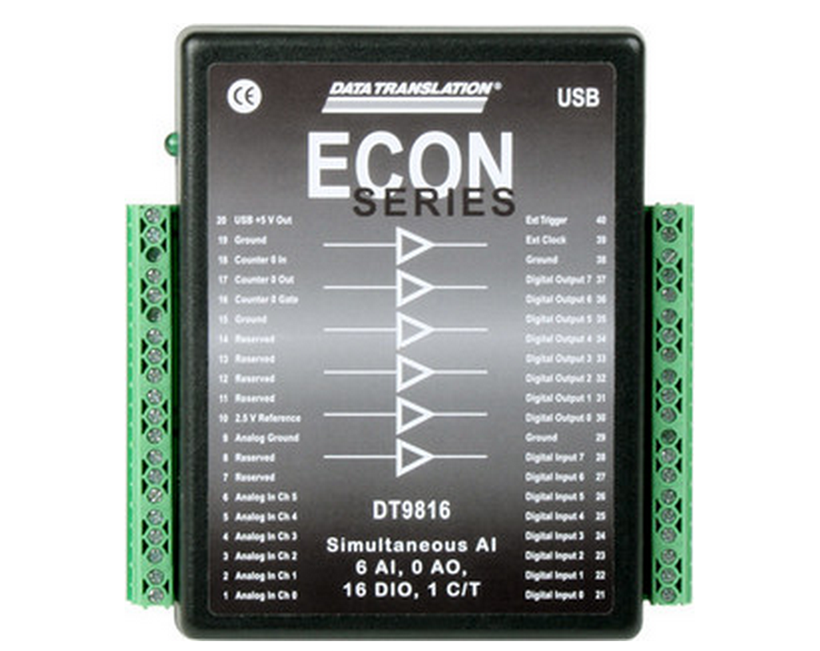 CE
DATA TRANSLATION®
USB
ECON
SERIES
20 USB +5 V Out
19 Ground
18 Counter 0 In
17 Counter 0 Out
16 Counter 0 Gate
15 Ground
14 Reserved
13 Reserved
12 Reserved
11 Reserved
10 2.5 V Reference
9 Analog Ground
8 Reserved
7 Reserved
6 Analog In Ch 5
5 Analog In Ch 4
4 Analog In Ch 3
3 Analog In Ch 2
2 Analog In Ch 1
1 Analog In Ch 0
Ext Trigger 40
Ext Clock 39
Ground 38
Digital Output 7 37
Digital Output 6 36
Digital Output 5 35
Digital Output 4 34
Digital Output 3 33
Digital Output 2 32
Digital Output 1 31
Digital Output 0 30
Ground 29
Digital Input 7 28
Digital Input 6 27
Digital Input 5 26
Digital Input 4 25
Digital Input 3 24
Digital Input 2 23
Digital Input 1 22
Digital Input 0 21
DT9816
Simultaneous AI
6 AI, 0 AO,
16 DIO, 1 C/T